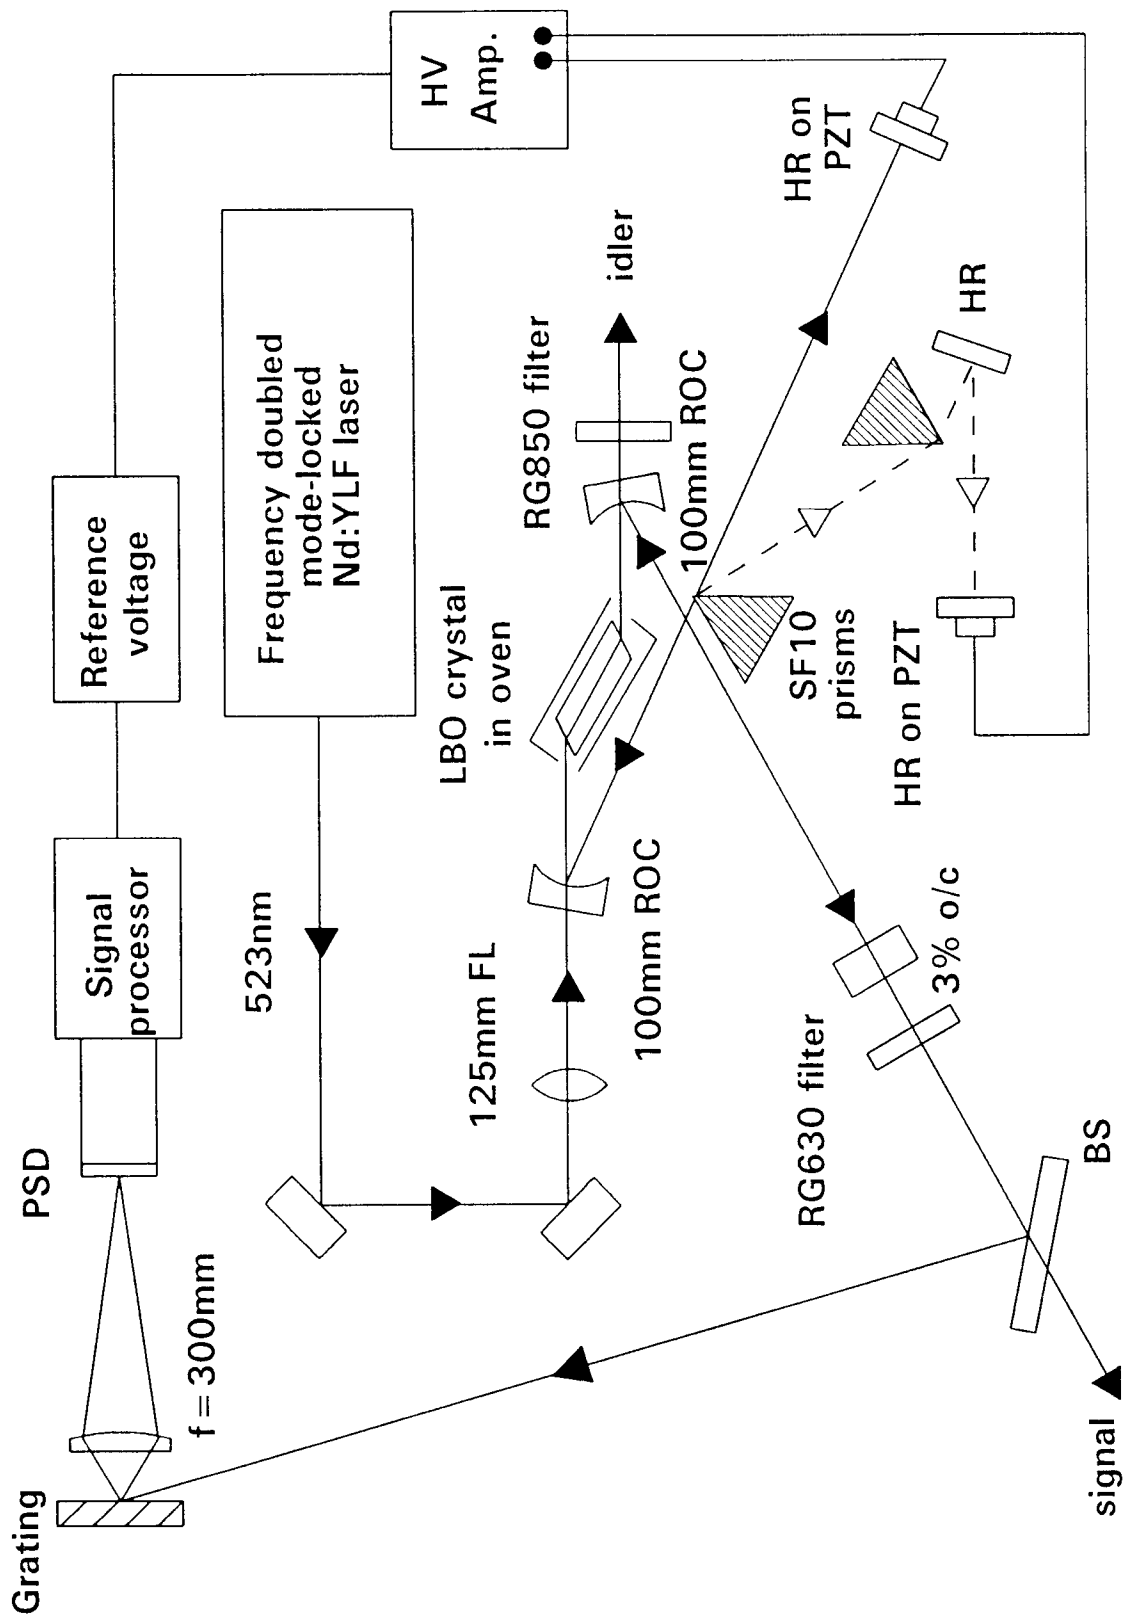 Grating
f = 300mm
PSD
Signal
processor
Reference
voltage
HV
Amp.
523nm
Frequency doubled
mode-locked
Nd:YLF laser
125mm FL
100mm ROC
LBO crystal
in oven
RG850 filter
idler
100mm ROC
HR on
PZT
SF10
prisms
HR
HR on PZT
3% o/c
RG630 filter
BS
signal